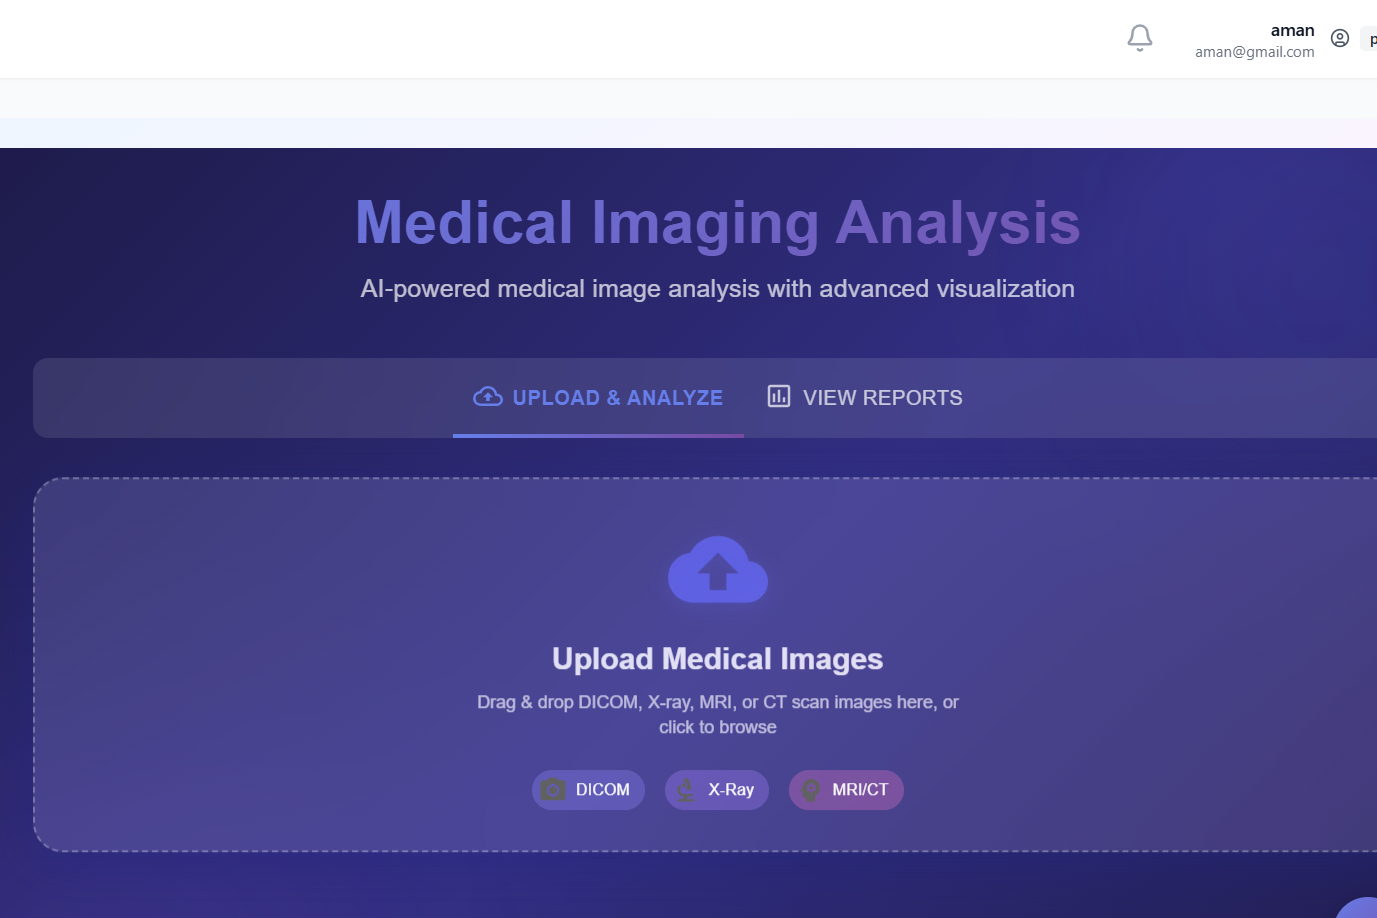 aman
aman@gmail.com
p
Medical Imaging Analysis
AI-powered medical image analysis with advanced visualization
UPLOAD & ANALYZE
VIEW REPORTS
Upload Medical Images
Drag & drop DICOM, X-ray, MRI, or CT scan images here, or
click to browse
DICOM
X-Ray
MRI/CT